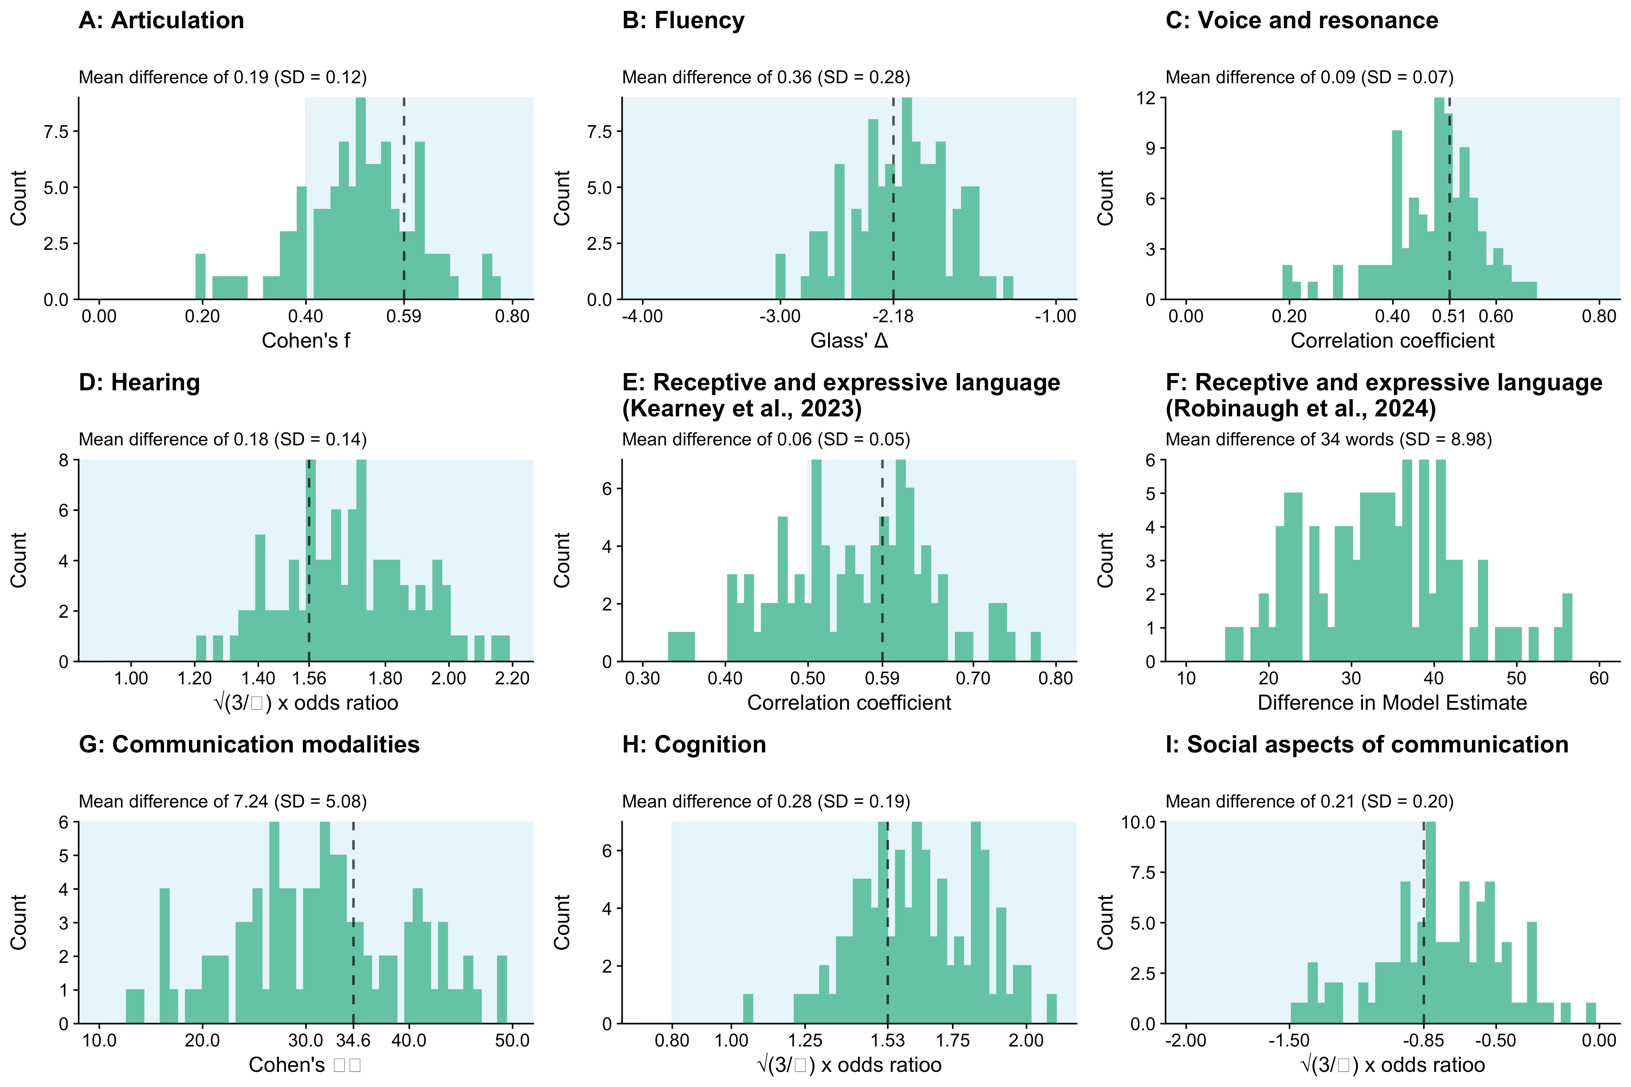 A: Articulation
Mean difference of 0.19 (SD = 0.12)
Count
7.5
5.0
2.5
0.0
0.00 0.20 0.40 0.59 0.80
Cohen's f
B: Fluency
Mean difference of 0.36 (SD = 0.28)
Count
7.5
5.0
2.5
0.0
-4.00 -3.00 -2.18 -1.00
Glass' Δ
C: Voice and resonance
Mean difference of 0.09 (SD = 0.07)
Count
12
9
6
3
0
0.00 0.20 0.40 0.51 0.60 0.80
Correlation coefficient
D: Hearing
Mean difference of 0.18 (SD = 0.14)
Count
8
6
4
2
0
1.00 1.20 1.40 1.56 1.80 2.00 2.20
√(3/□) x odds ratioo
E: Receptive and expressive language
(Kearney et al., 2023)
Mean difference of 0.06 (SD = 0.05)
Count
6
4
2
0
0.30 0.40 0.50 0.59 0.70 0.80
Correlation coefficient
F: Receptive and expressive language
(Robinaugh et al., 2024)
Mean difference of 34 words (SD = 8.98)
Count
6
5
4
3
2
1
0
10 20 30 40 50 60
Difference in Model Estimate
G: Communication modalities
Mean difference of 7.24 (SD = 5.08)
Count
6
5
4
3
2
1
0
10.0 20.0 30.0 34.6 40.0 50.0
Cohen's □□
H: Cognition
Mean difference of 0.28 (SD = 0.19)
Count
6
4
2
0
0.80 1.00 1.25 1.53 1.75 2.00
√(3/□) x odds ratioo
I: Social aspects of communication
Mean difference of 0.21 (SD = 0.20)
Count
10.0
7.5
5.0
2.5
0.0
-2.00 -1.50 -0.85 -0.50 0.00
√(3/□) x odds ratioo